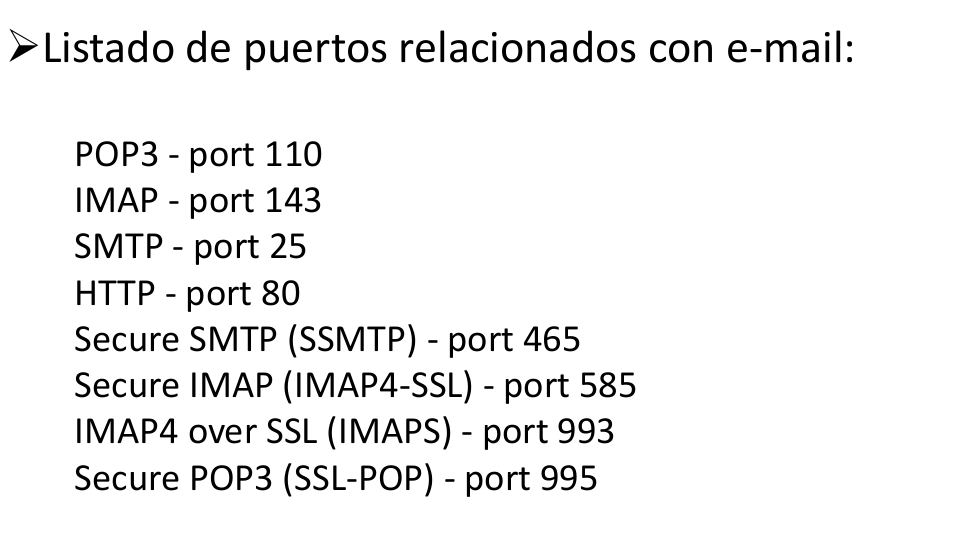 ➢Listado de puertos relacionados con e-mail:
POP3 - port 110
IMAP - port 143
SMTP - port 25
HTTP - port 80
Secure SMTP (SSMTP) - port 465
Secure IMAP (IMAP4-SSL) - port 585
IMAP4 over SSL (IMAPS) - port 993
Secure POP3 (SSL-POP) - port 995